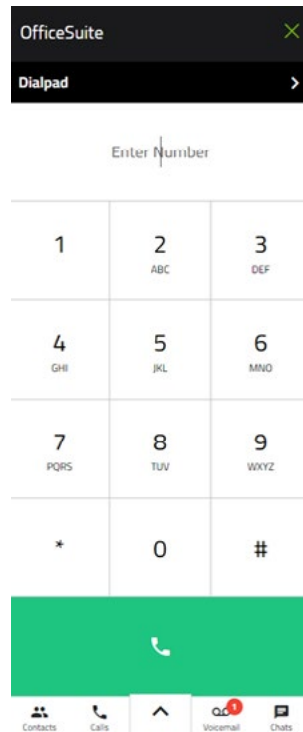 OfficeSuite
Dialpad
Enter Number
1 2 3
ABC DEF
4 5 6
GHI JKL MNO
7 8 9
PQRS TUV WXYZ
* 0 #
1
Contacts Calls Voicemail Chats